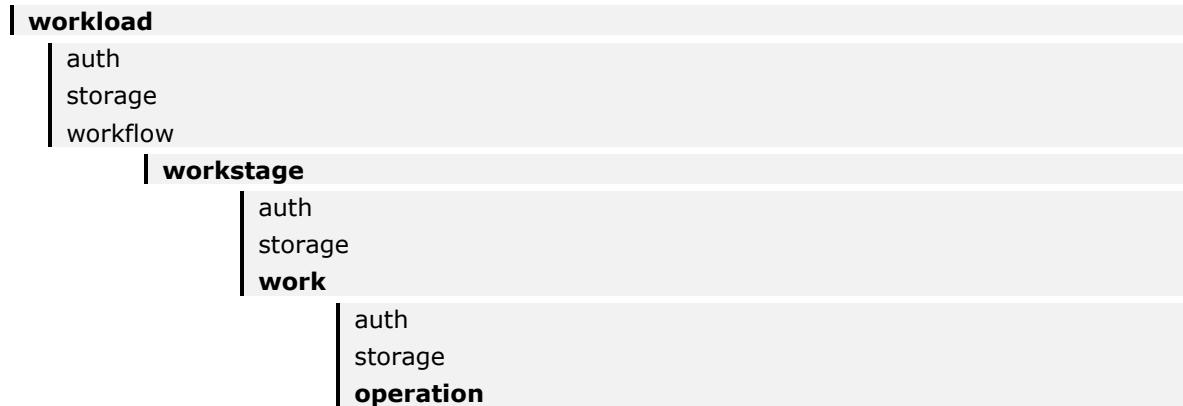 workload
auth
storage
workflow
workstage
auth
storage
work
auth
storage
operation